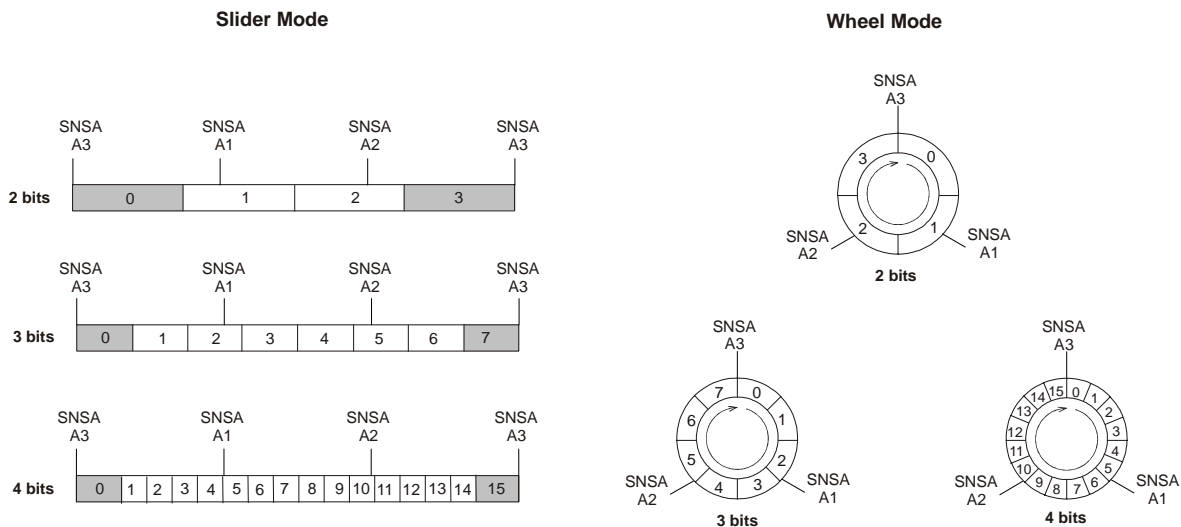 Slider Mode
SNSA SNSA SNSA SNSA
A3 A1 A2 A3
2 bits 0 1 2 3
SNSA SNSA SNSA SNSA
A3 A1 A2 A3
3 bits 0 1 2 3 4 5 6 7
SNSA SNSA SNSA SNSA
A3 A1 A2 A3
4 bits 0 1 2 3 4 5 6 7 8 9 10 11 12 13 14 15
Wheel Mode
SNSA
A3
3 0
2 1
SNSA SNSA
A2 A1
2 bits
SNSA
A3
7 0
6 1
5 2
4 3
SNSA SNSA
A2 A1
3 bits
SNSA
A3
14 15 0 1
13 2
12 3
11 4
10 5
9 8 7 6
SNSA SNSA
A2 A1
4 bits